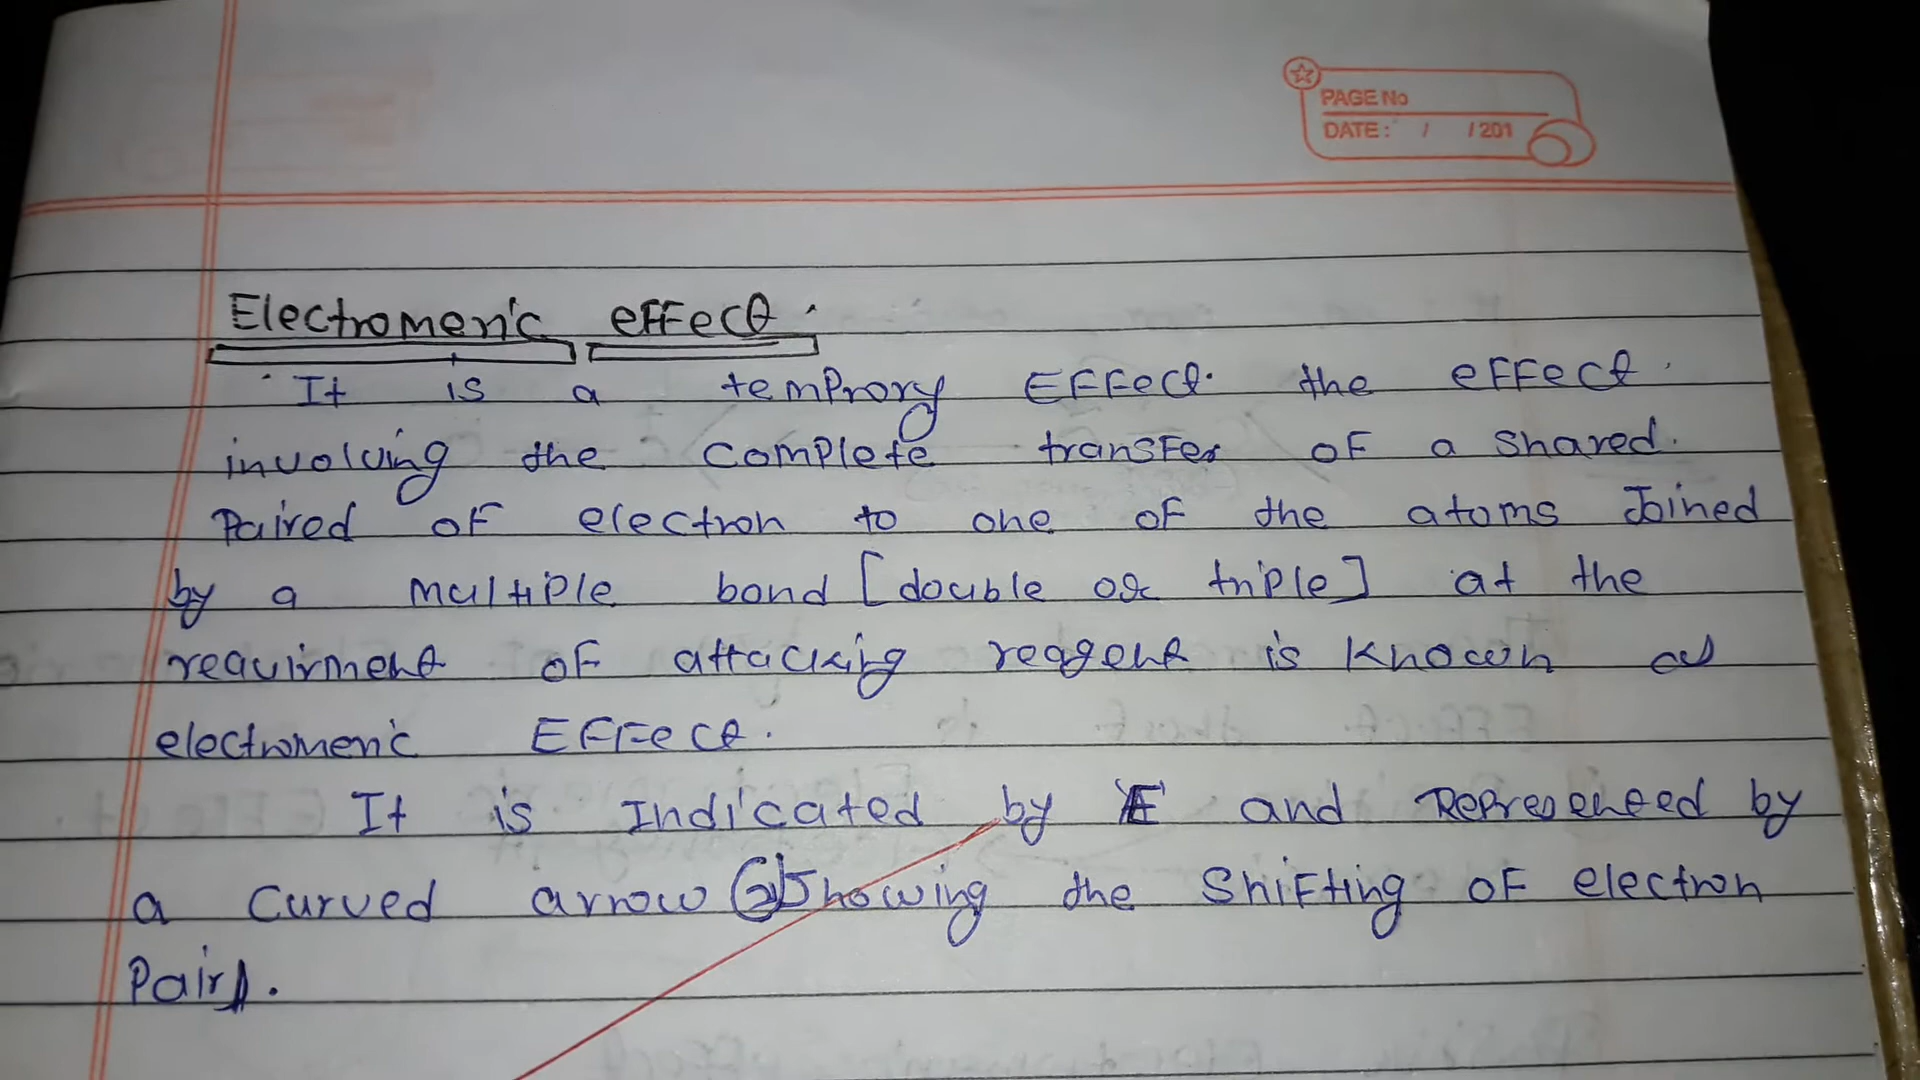 PAGE No
DATE: / /201
Electromeric effect.
It is a temprory Effect. the effect
involving the complete transfer of a shared.
Paired of electron to one of the atoms Joined
by a multiple bond [double or triple] at the
requirment of attacking reagent is known as
electromeric Effect.
It is Indicated by 'E' and Represented by
a curved arrow showing the shifting of electron
Pair.